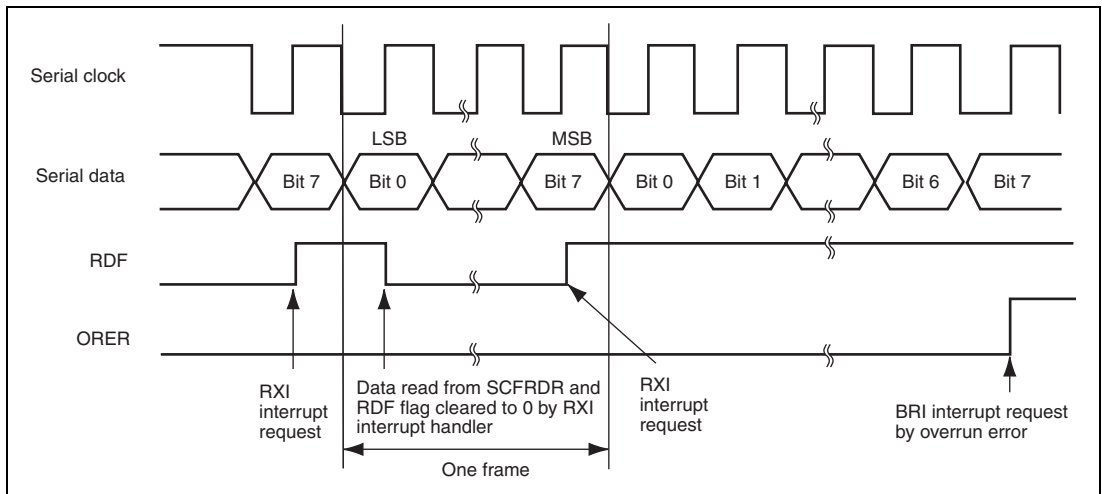 Serial clock
LSB
MSB
Serial data
Bit 7
Bit 0
Bit 7
Bit 0
Bit 1
Bit 6
Bit 7
RDF
ORER
RXI
interrupt
request
Data read from SCFRDR and
RDF flag cleared to 0 by RXI
interrupt handler
RXI
interrupt
request
BRI interrupt request
by overrun error
One frame